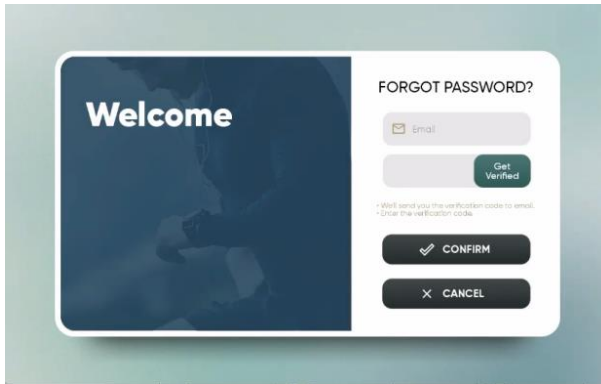 Welcome
FORGOT PASSWORD?
Email
Get
Verified
• We'll send you the verification code to email.
• Enter the verification code.
CONFIRM
CANCEL